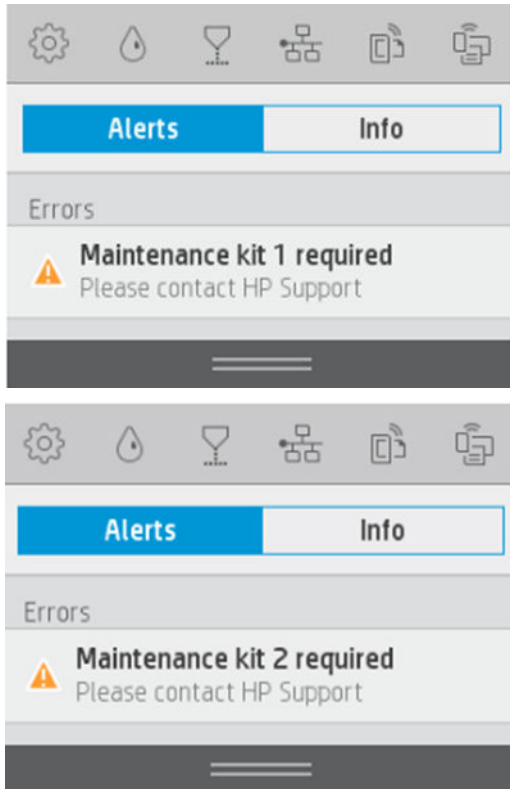 Alerts Info
Errors
Maintenance kit 1 required
Please contact HP Support
Alerts Info
Errors
Maintenance kit 2 required
Please contact HP Support